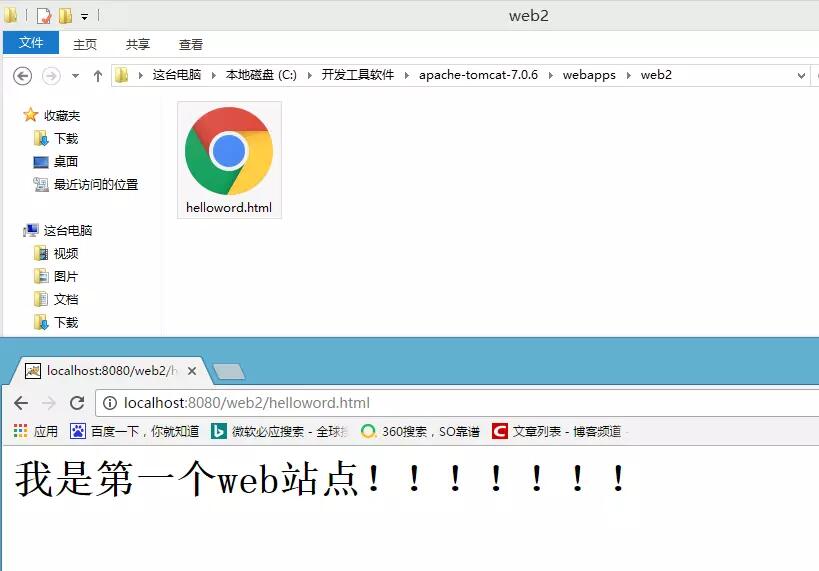 web2
文件 主页 共享 查看
这台电脑 本地磁盘 (C:) 开发工具软件 apache-tomcat-7.0.6 webapps web2
收藏夹
下载
桌面
最近访问的位置
这台电脑
视频
图片
文档
下载
helloword.html
localhost:8080/web2/h
localhost:8080/web2/helloword.html
应用 百度一下，你就知道 微软必应搜索 - 全球搜 360搜索，SO靠谱 文章列表 - 博客频道 -
我是第一个web站点！！！！！！！